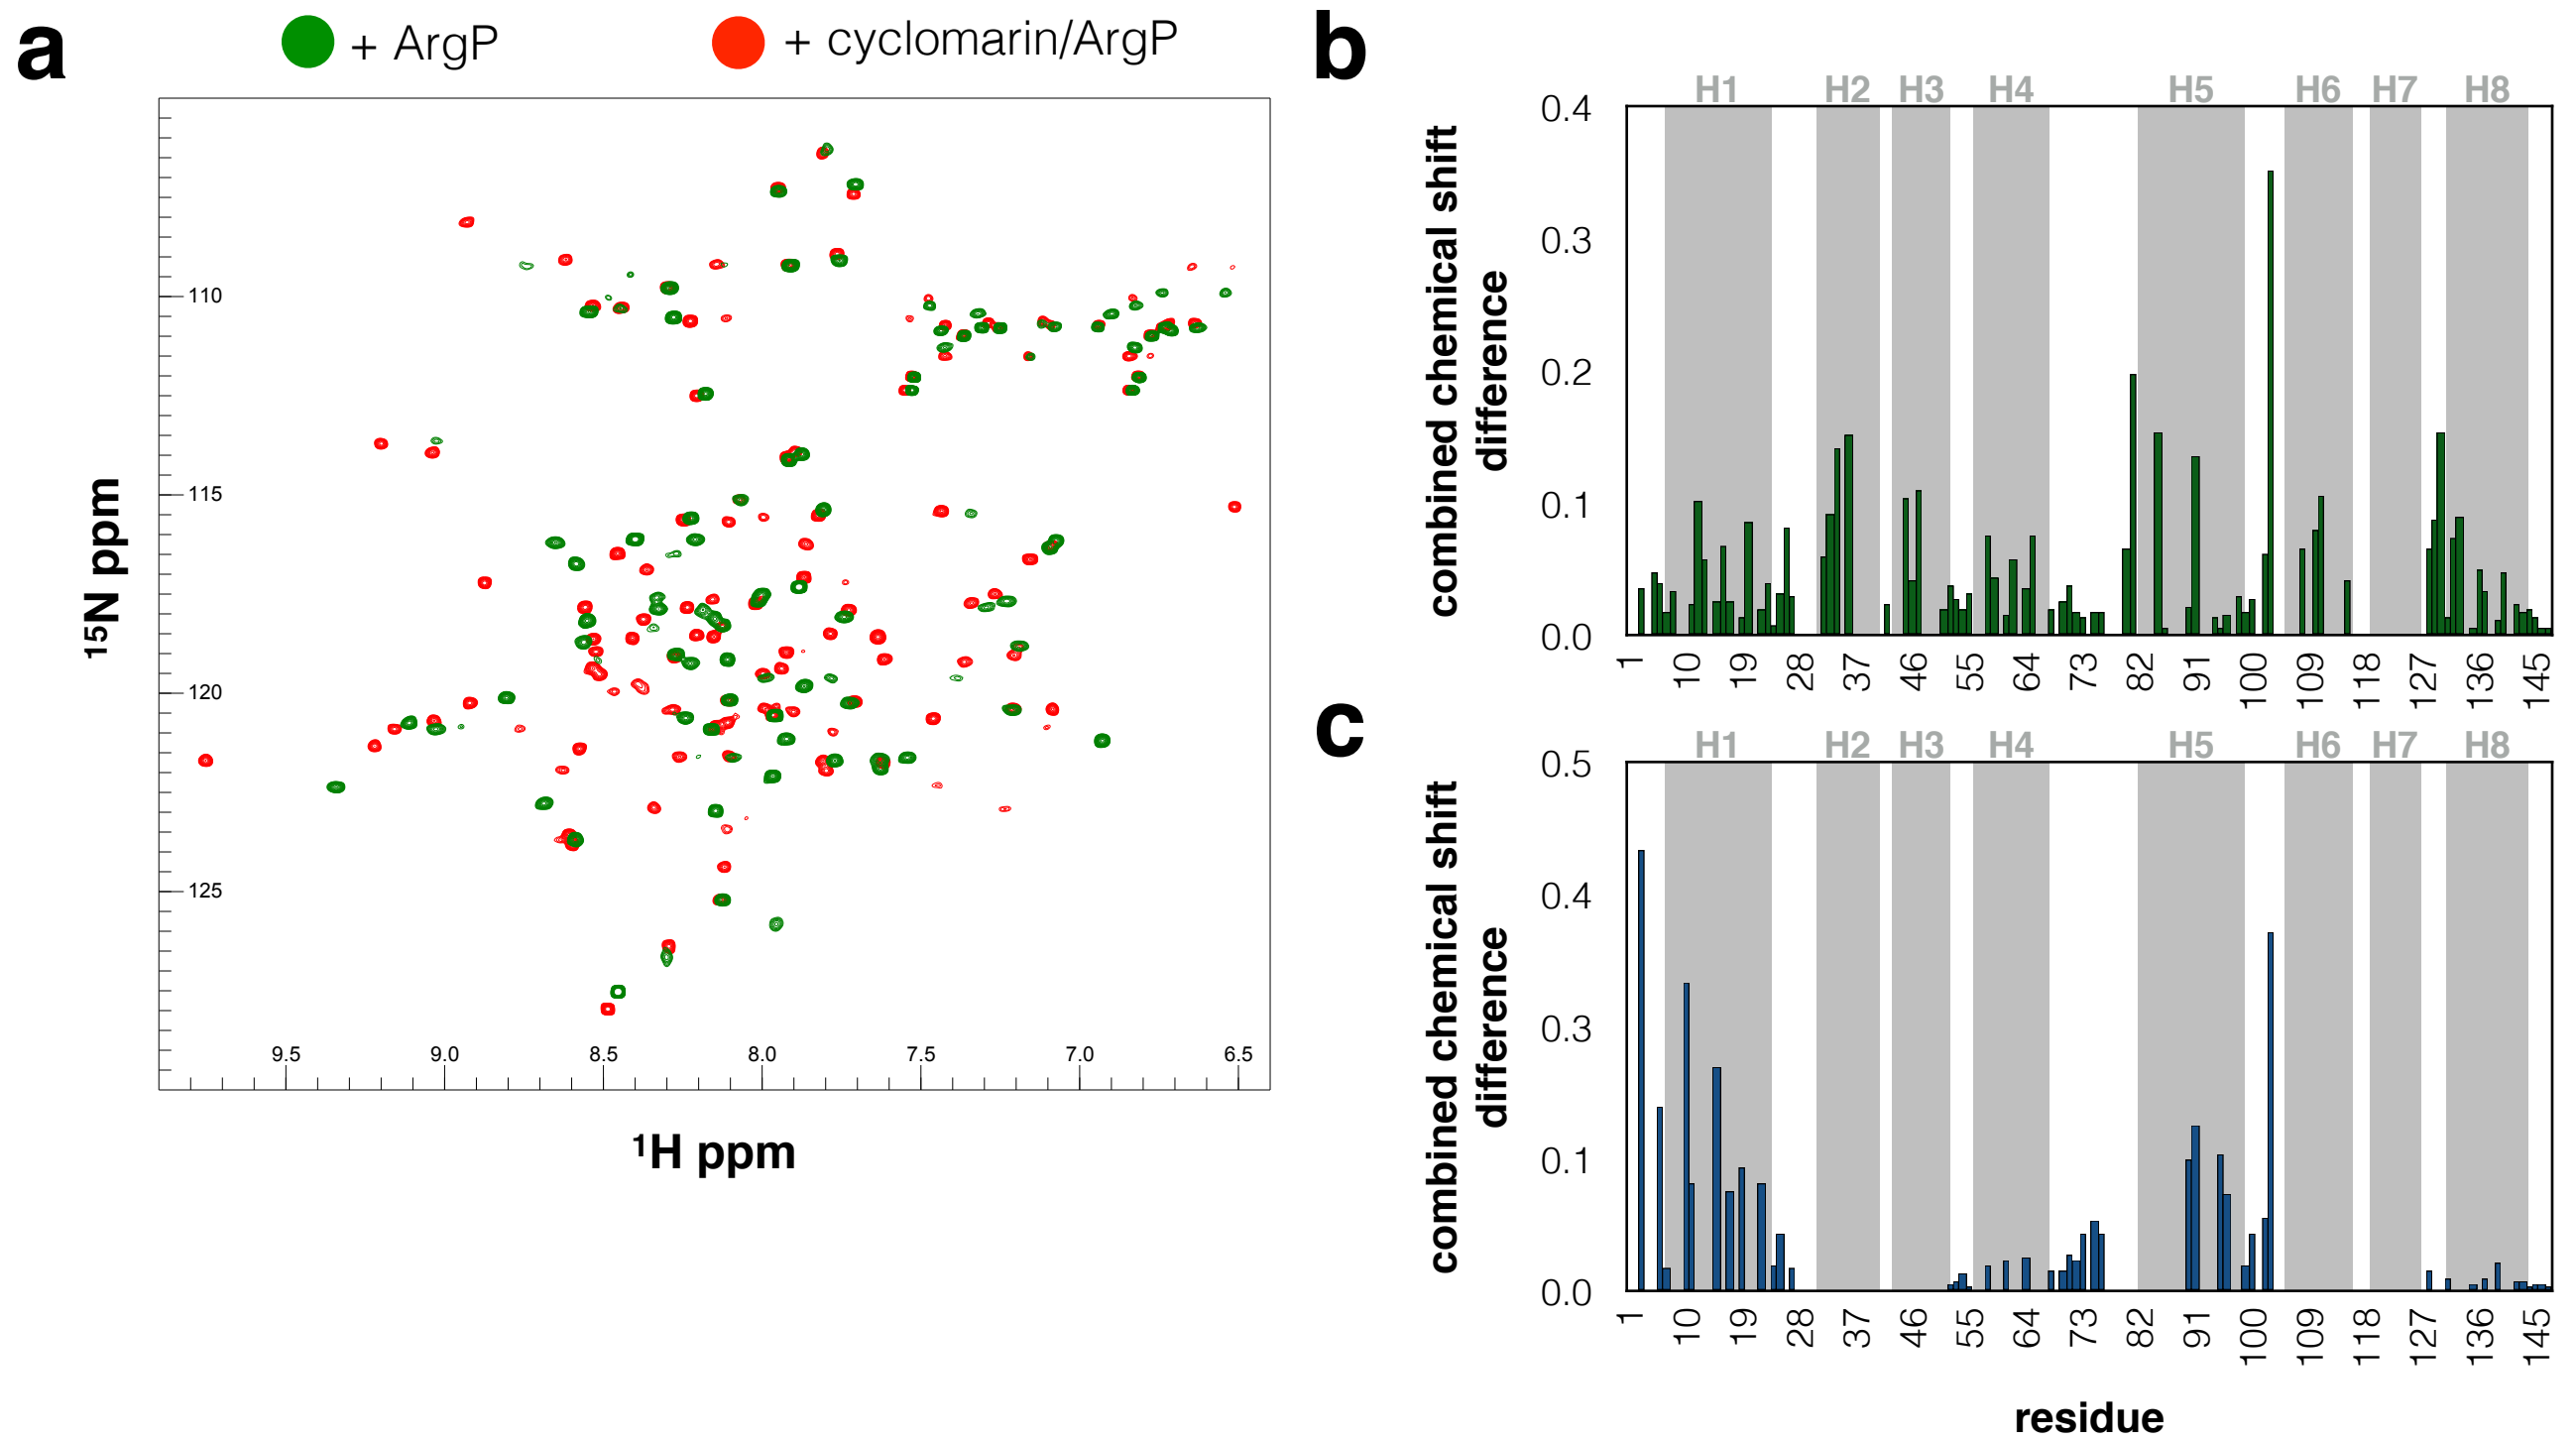 a
+ ArgP
+ cyclomarin/ArgP
110
115
120
125
15N ppm
9.5 9.0 8.5 8.0 7.5 7.0 6.5
1H ppm
b
H1 H2 H3 H4 H5 H6 H7 H8
0.4
0.3
0.2
0.1
0.0
combined chemical shift
difference
1 10 19 28 37 46 55 64 73 82 91 100 109 118 127 136 145
c
H1 H2 H3 H4 H5 H6 H7 H8
0.5
0.4
0.3
0.1
0.0
combined chemical shift
difference
1 10 19 28 37 46 55 64 73 82 91 100 109 118 127 136 145
residue